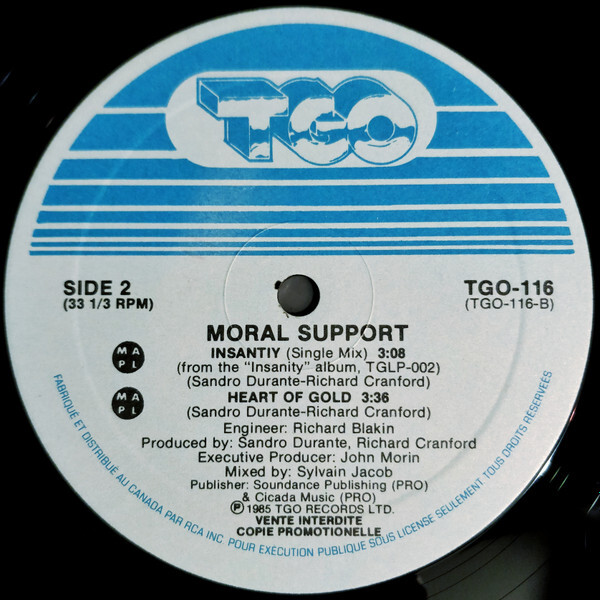 TGO
SIDE 2
(33 1/3 RPM)
TGO-116
(TGO-116-B)
MORAL SUPPORT
INSANTIY (Single Mix) 3:08
(from the "Insanity" album, TGLP-002)
(Sandro Durante-Richard Cranford)
MAPL
HEART OF GOLD 3:36
(Sandro Durante-Richard Cranford)
MAPL
Engineer: Richard Blakin
Produced by: Sandro Durante, Richard Cranford
Executive Producer: John Morin
Mixed by: Sylvain Jacob
Publisher: Soundance Publishing (PRO)
& Cicada Music (PRO)
Ⓟ 1985 TGO RECORDS LTD.
VENTE INTERDITE
COPIE PROMOTIONELLE
FABRIQUÉ ET DISTRIBUÉ AU CANADA PAR RCA INC POUR EXÉCUTION PUBLIQUE SOUS LICENSE SEULEMENT TOUS DROITS RESERVEÉS